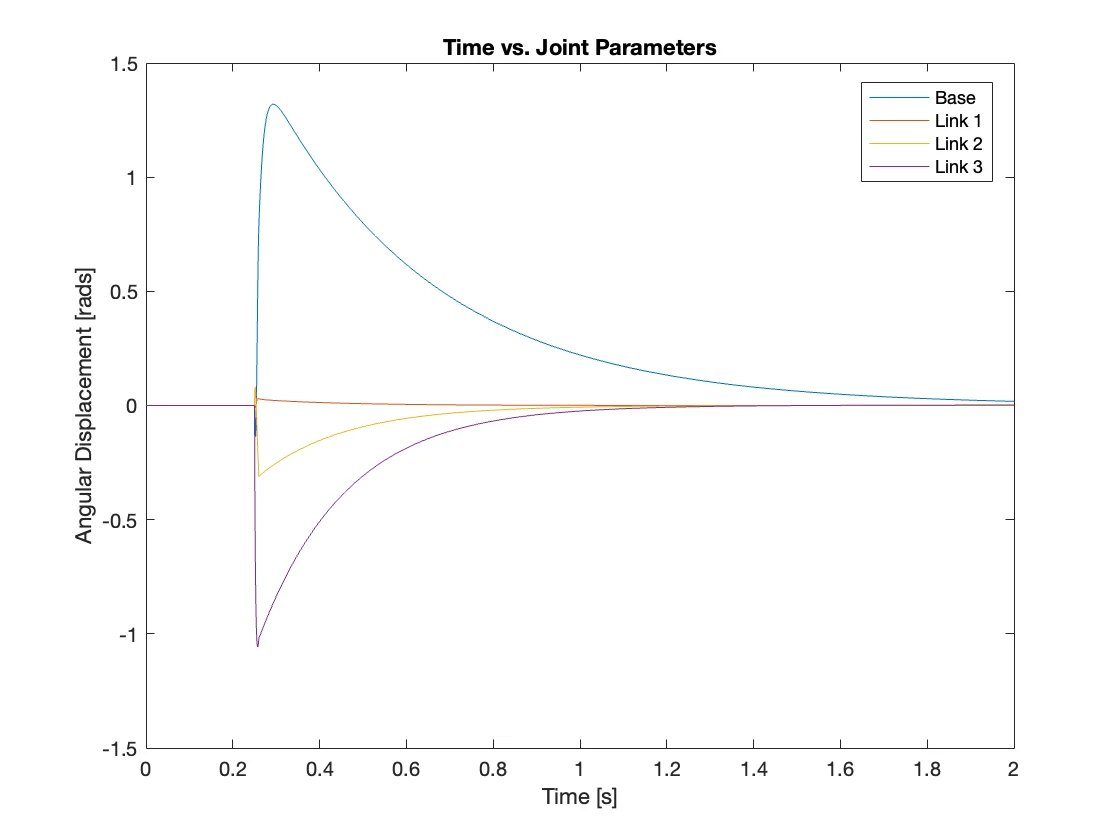 Time vs. Joint Parameters
Base
Link 1
Link 2
Link 3
Angular Displacement [rads]
1.5
1
0.5
0
-0.5
-1
-1.5
0 0.2 0.4 0.6 0.8 1 1.2 1.4 1.6 1.8 2
Time [s]